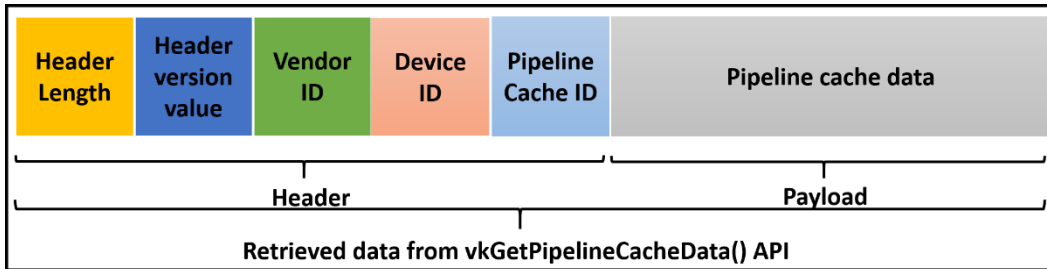 Header
Length
Header
version
value
Vendor
ID
Device
ID
Pipeline
Cache ID
Pipeline cache data
Header
Payload
Retrieved data from vkGetPipelineCacheData() API